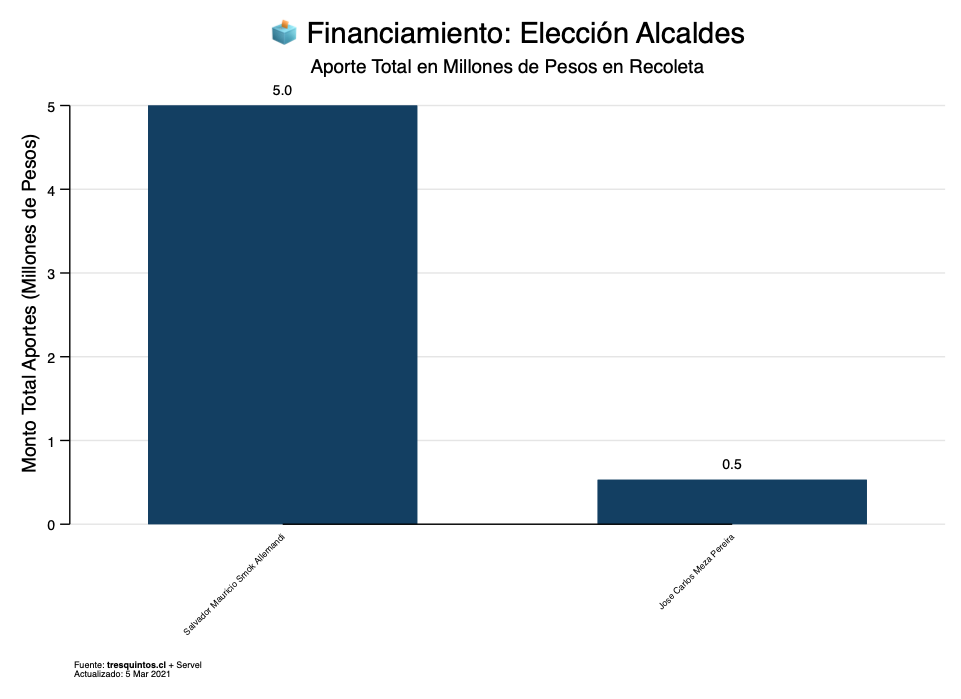 🗳️ Financiamiento: Elección Alcaldes
Aporte Total en Millones de Pesos en Recoleta
Monto Total Aportes (Millones de Pesos)
5
4
3
2
1
0
5.0
0.5
Salvador Mauricio Smok Allemandi
Jose Carlos Meza Pereira
Fuente: tresquintos.cl + Servel
Actualizado: 5 Mar 2021